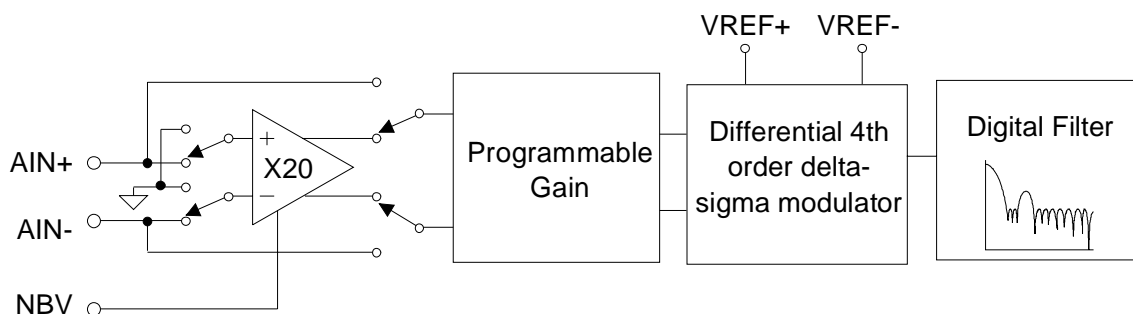 VREF+ VREF-
AIN+
+
X20
−
AIN-
NBV
Programmable
Gain
Differential 4th
order delta-
sigma modulator
Digital Filter